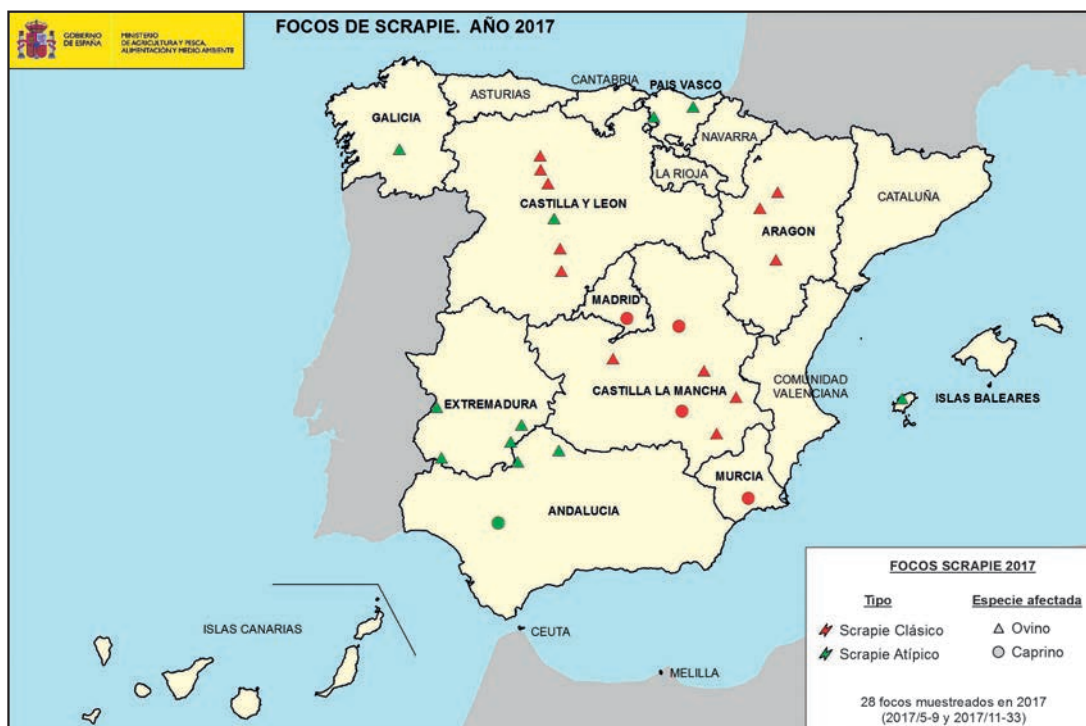 GOBIERNO
DE ESPAÑA
MINISTERIO
DE AGRICULTURA Y PESCA,
ALIMENTACIÓN Y MEDIO AMBIENTE
FOCOS DE SCRAPIE. AÑO 2017
CANTABRIA
PAIS VASCO
ASTURIAS
GALICIA
NAVARRA
LA RIOJA
CATALUÑA
CASTILLA Y LEON
ARAGON
MADRID
COMUNIDAD
VALENCIANA
CASTILLA LA MANCHA
ISLAS BALEARES
EXTREMADURA
MURCIA
ANDALUCIA
ISLAS CANARIAS
CEUTA
MELILLA
FOCOS SCRAPIE 2017
Tipo
Especie afectada
Scrapie Clásico
Ovino
Scrapie Atípico
Caprino
28 focos muestreados en 2017
(2017/5-9 y 2017/11-33)